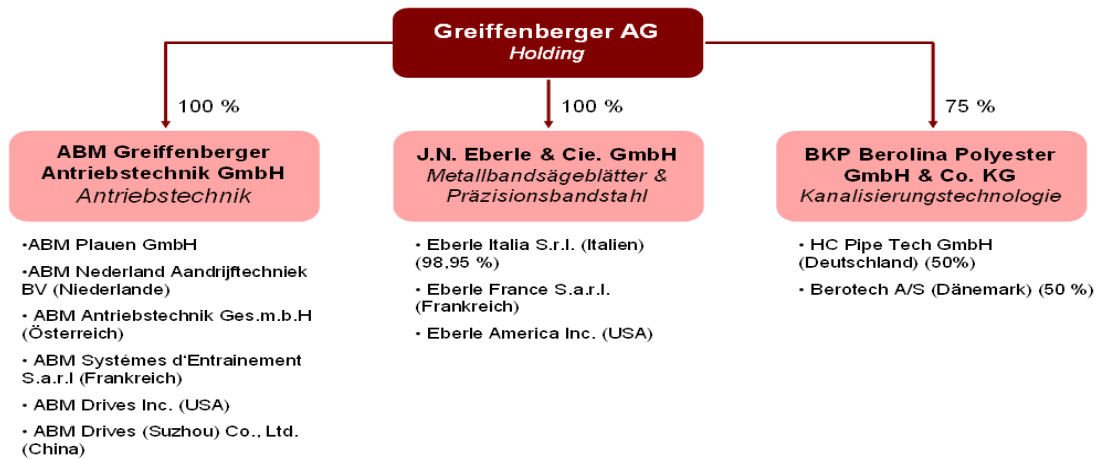 Greiffenberger AG
Holding
100 %
100 %
75 %
ABM Greiffenberger
Antriebstechnik GmbH
Antriebstechnik
•ABM Plauen GmbH
•ABM Nederland Aandrijftechniek
BV (Niederlande)
• ABM Antriebstechnik Ges.m.b.H
(Österreich)
• ABM Systémes d'Entrainement
S.a.r.l (Frankreich)
• ABM Drives Inc. (USA)
• ABM Drives (Suzhou) Co., Ltd.
(China)
J.N. Eberle & Cie. GmbH
Metallbandsägeblätter &
Präzisionsbandstahl
• Eberle Italia S.r.l. (Italien)
(98,95 %)
• Eberle France S.a.r.l.
(Frankreich)
• Eberle America Inc. (USA)
BKP Berolina Polyester
GmbH & Co. KG
Kanalisierungstechnologie
• HC Pipe Tech GmbH
(Deutschland) (50%)
• Berotech A/S (Dänemark) (50 %)